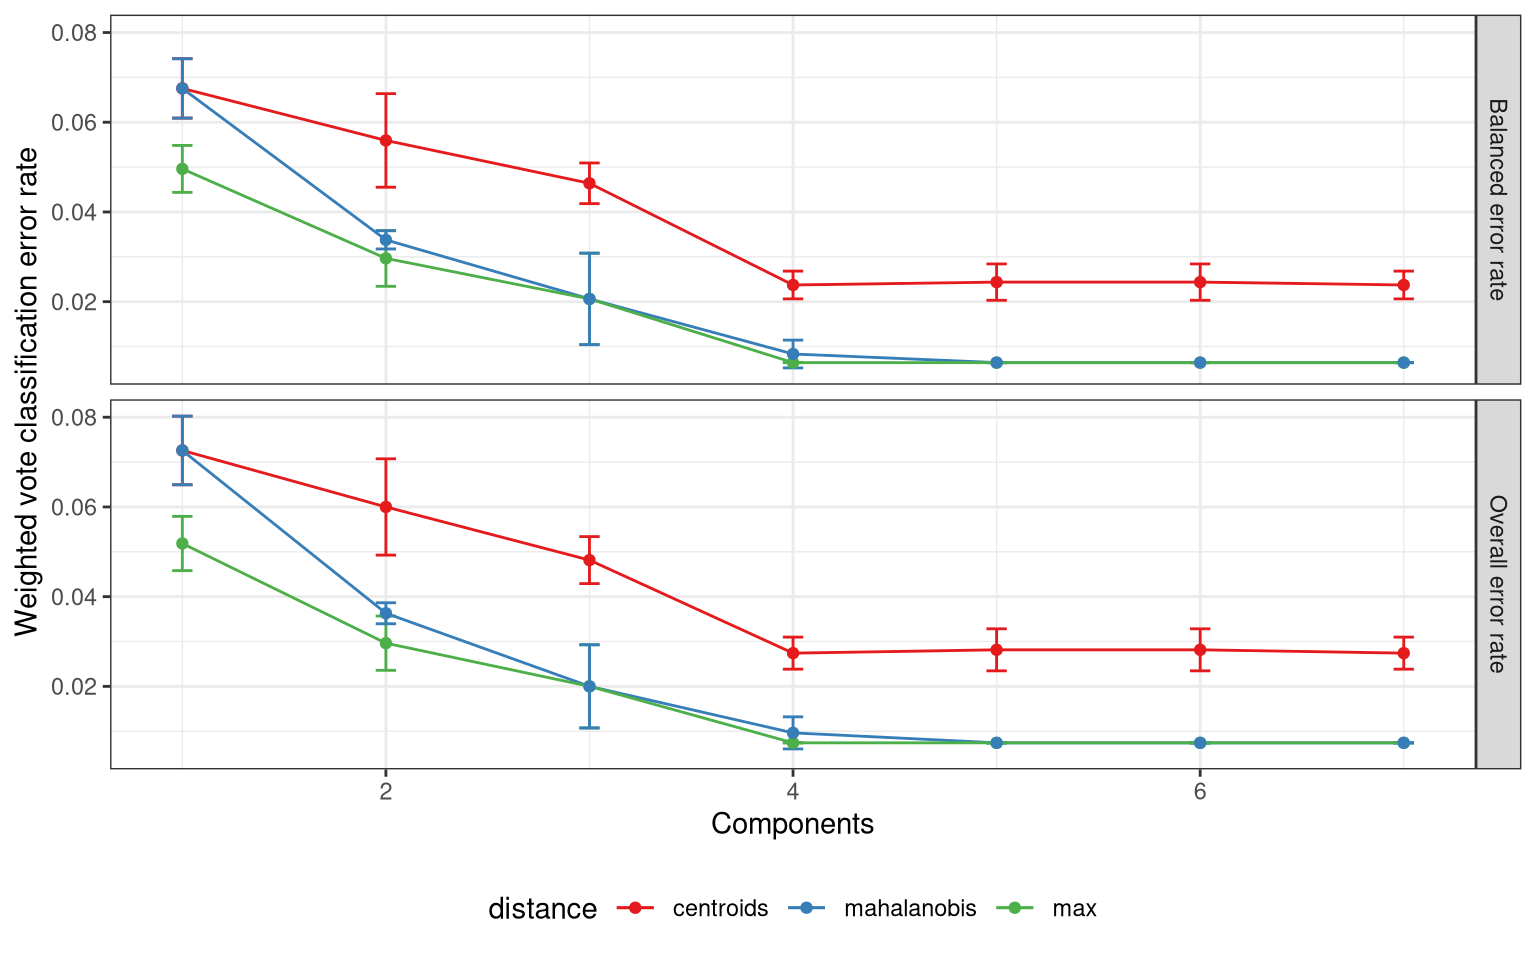 Weighted vote classification error rate
0.08
0.06
0.04
0.02
Balanced error rate
0.08
0.06
0.04
0.02
Overall error rate
2 4 6
Components
distance centroids mahalanobis max